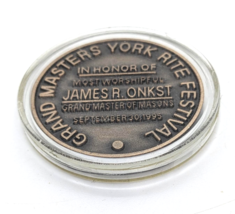 GRAND MASTERS YORK RITE FESTIVAL
IN HONOR OF
MOST WORSHIPFUL
JAMES R. ONKST
GRAND MASTER OF MASONS
SEPTEMBER 30, 1995